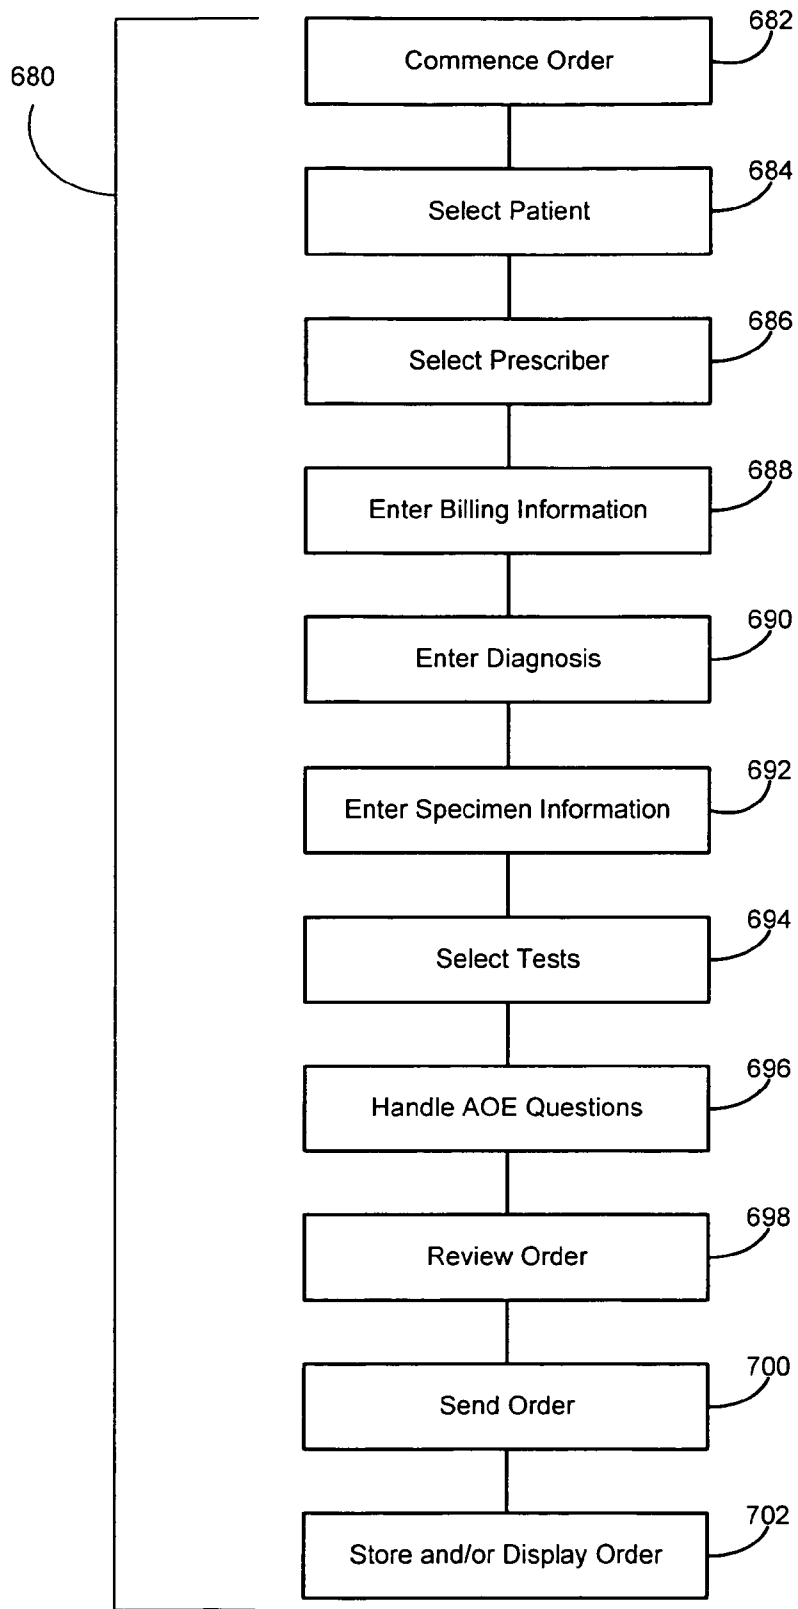 682
Commence Order
680
684
Select Patient
686
Select Prescriber
688
Enter Billing Information
690
Enter Diagnosis
692
Enter Specimen Information
694
Select Tests
696
Handle AOE Questions
698
Review Order
700
Send Order
702
Store and/or Display Order